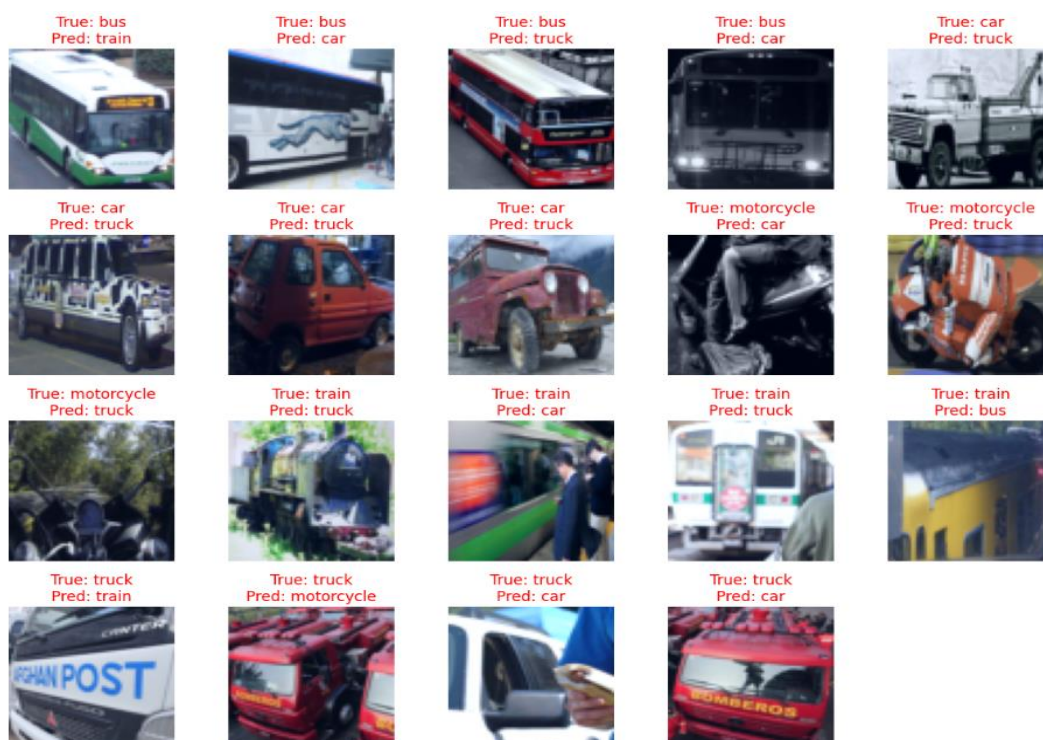 True: bus
Pred: train
True: bus
Pred: car
True: bus
Pred: truck
True: bus
Pred: car
True: car
Pred: truck
True: car
Pred: truck
True: car
Pred: truck
True: car
Pred: truck
True: motorcycle
Pred: car
True: motorcycle
Pred: truck
True: motorcycle
Pred: truck
True: train
Pred: truck
True: train
Pred: car
True: train
Pred: truck
JR
True: train
Pred: bus
True: truck
Pred: train
CANTER
AFGHAN POST
True: truck
Pred: motorcycle
BOMBEROS
True: truck
Pred: car
True: truck
Pred: car
BOMBEROS